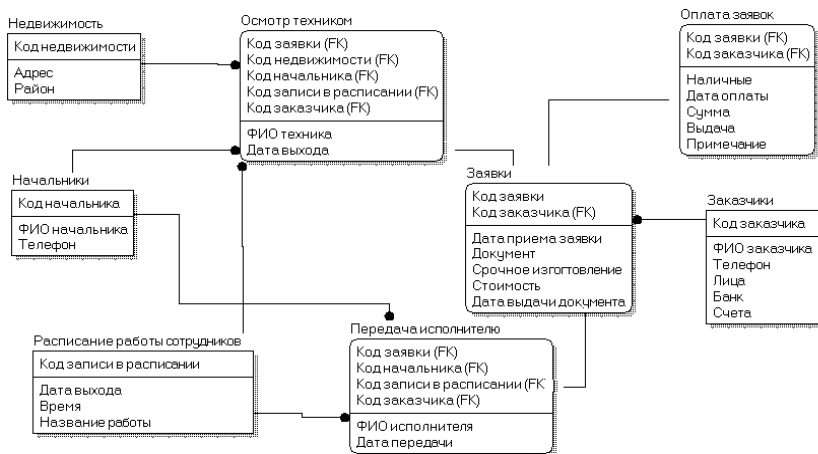 Недвижимость
Код недвижимости
Адрес
Район
Осмотр техником
Код заявки (FK)
Код недвижимости (FK)
Код начальника (FK)
Код записи в расписании (FK)
Код заказчика (FK)
ФИО техника
Дата выхода
Оплата заявок
Код заявки (FK)
Код заказчика (FK)
Наличные
Дата оплаты
Сумма
Выдача
Примечание
Начальники
Код начальника
ФИО начальника
Телефон
Заявки
Код заявки
Код заказчика (FK)
Дата приема заявки
Документ
Срочное изгоготовление
Стоимость
Дата выдачи документа
Заказчики
Код заказчика
ФИО заказчика
Телефон
Лица
Банк
Счета
Расписание работы сотрудников
Код записи в расписании
Дата выхода
Время
Название работы
Передача исполнителю
Код заявки (FK)
Код начальника (FK)
Код записи в расписании (FK
Код заказчика (FK)
ФИО исполнителя
Дата передачи